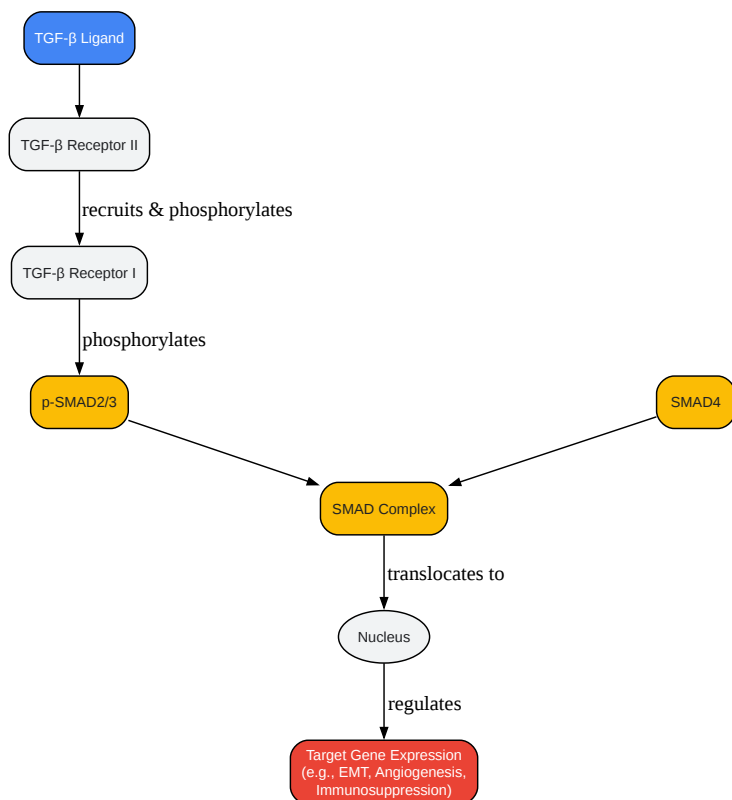 TGF-β Ligand
TGF-β Receptor II
recruits & phosphorylates
TGF-β Receptor I
phosphorylates
p-SMAD2/3
SMAD4
SMAD Complex
translocates to
Nucleus
regulates
Target Gene Expression
(e.g., EMT, Angiogenesis,
Immunosuppression)